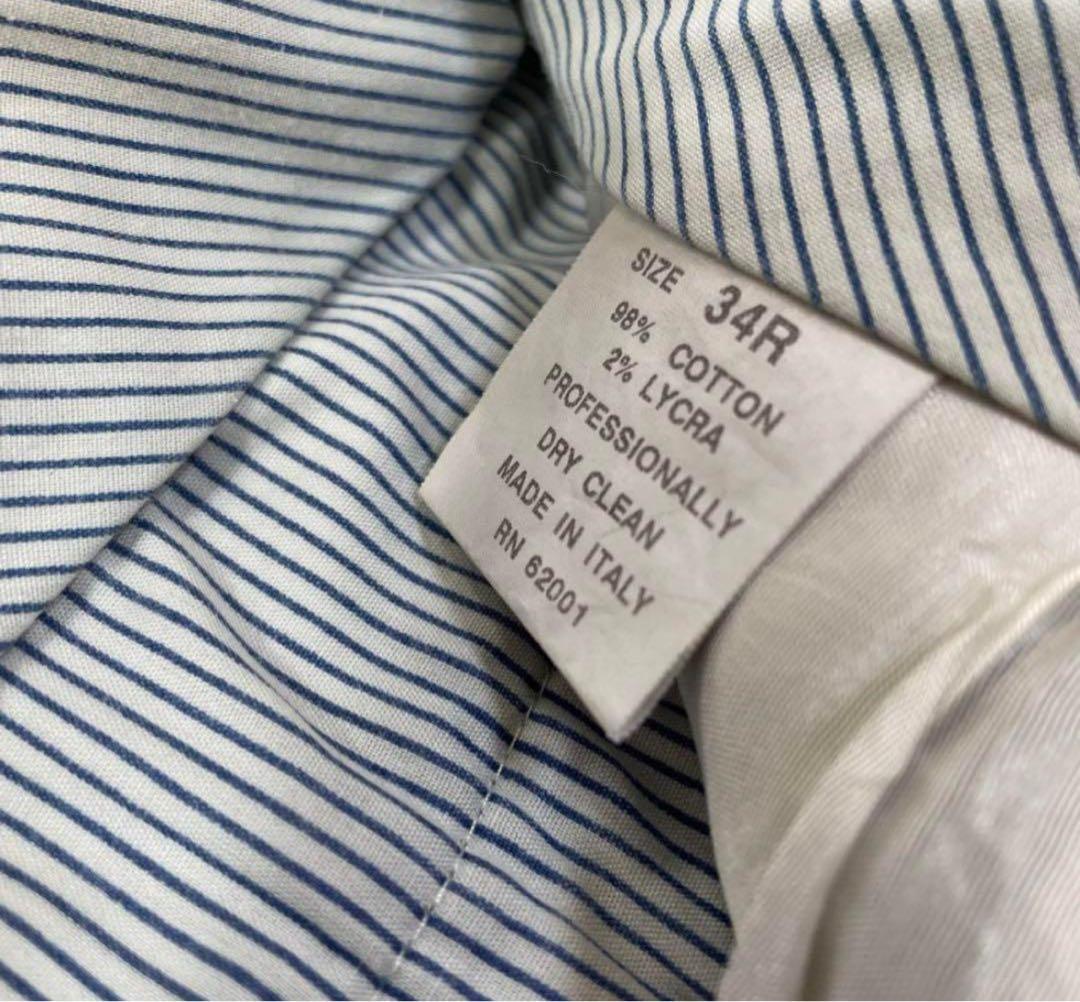 SIZE 34R
98% COTTON
2% LYCRA
PROFESSIONALLY
DRY CLEAN
MADE IN ITALY
RN 62001